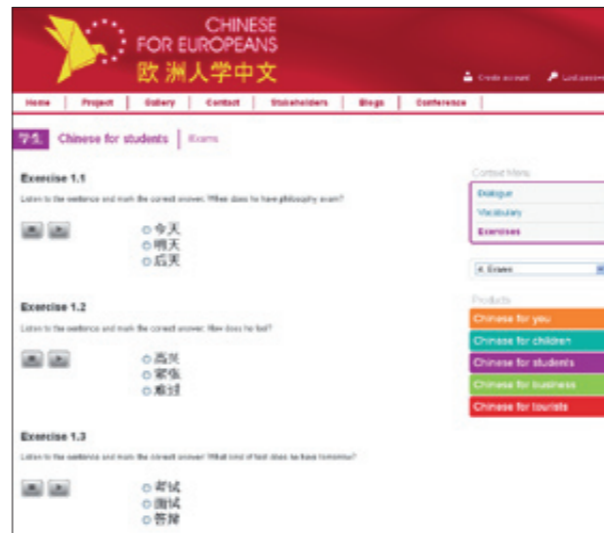 CHINESE
FOR EUROPEANS
欧洲人学中文
Create account
Home | Project | Gallery | Contact | Stakeholders | Blogs | Conference
学生 Chinese for students | Exams
Exercise 1.1
Listen to the sentence and mark the correct answer: When does he have philosophy exam?
今天
明天
后天
Exercise 1.2
Listen to the sentence and mark the correct answer: How does he feel?
高兴
紧张
难过
Exercise 1.3
Listen to the sentence and mark the correct answer: What kind of test does he have tomorrow?
考试
面试
答辩
Context Menu
Dialogue
Vocabulary
Exercises
4. Exams
Products
Chinese for you
Chinese for children
Chinese for students
Chinese for business
Chinese for tourists